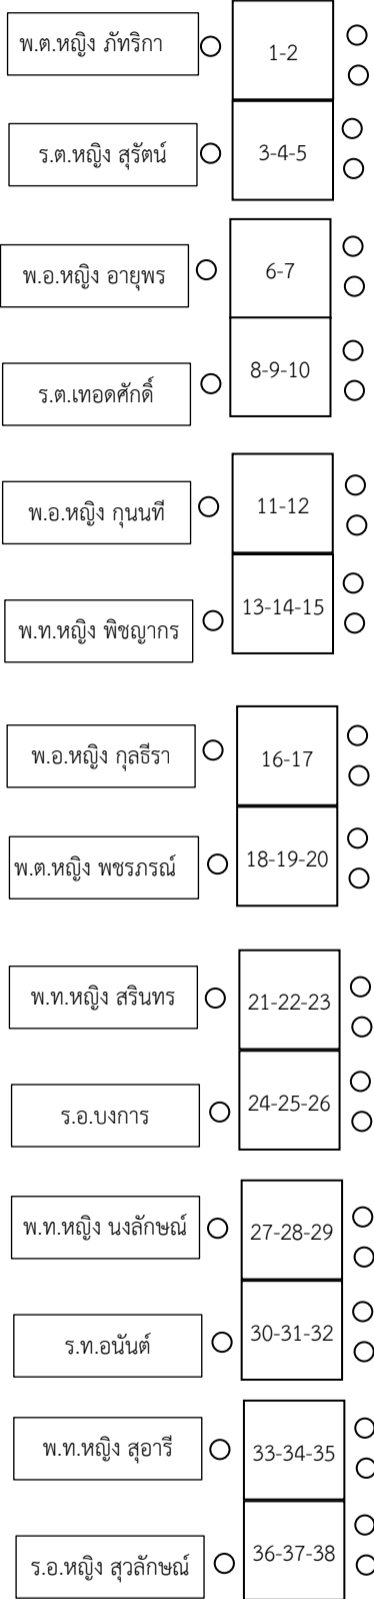 พ.ต.หญิง ภัทริกา
1-2
ร.ต.หญิง สุรัตน์
3-4-5
พ.อ.หญิง อายุพร
6-7
ร.ต.เทอดศักดิ์
8-9-10
พ.อ.หญิง กุนนที
11-12
พ.ท.หญิง พิชญากร
13-14-15
พ.อ.หญิง กุลธีรา
16-17
พ.ต.หญิง พชรภรณ์
18-19-20
พ.ท.หญิง สรินทร
21-22-23
ร.อ.บงการ
24-25-26
พ.ท.หญิง นงลักษณ์
27-28-29
ร.ท.อนันต์
30-31-32
พ.ท.หญิง สุอารี
33-34-35
ร.อ.หญิง สุวลักษณ์
36-37-38